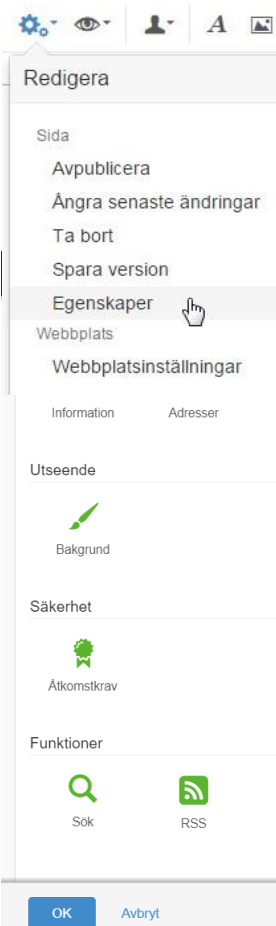 A
Redigera
Sida
Avpublicera
Ångra senaste ändringar
Ta bort
Spara version
Egenskaper
Webbplats
Webbplatsinställningar
Information Adresser
Utseende
Bakgrund
Säkerhet
Åtkomstkrav
Funktioner
Sök RSS
OK Avbryt